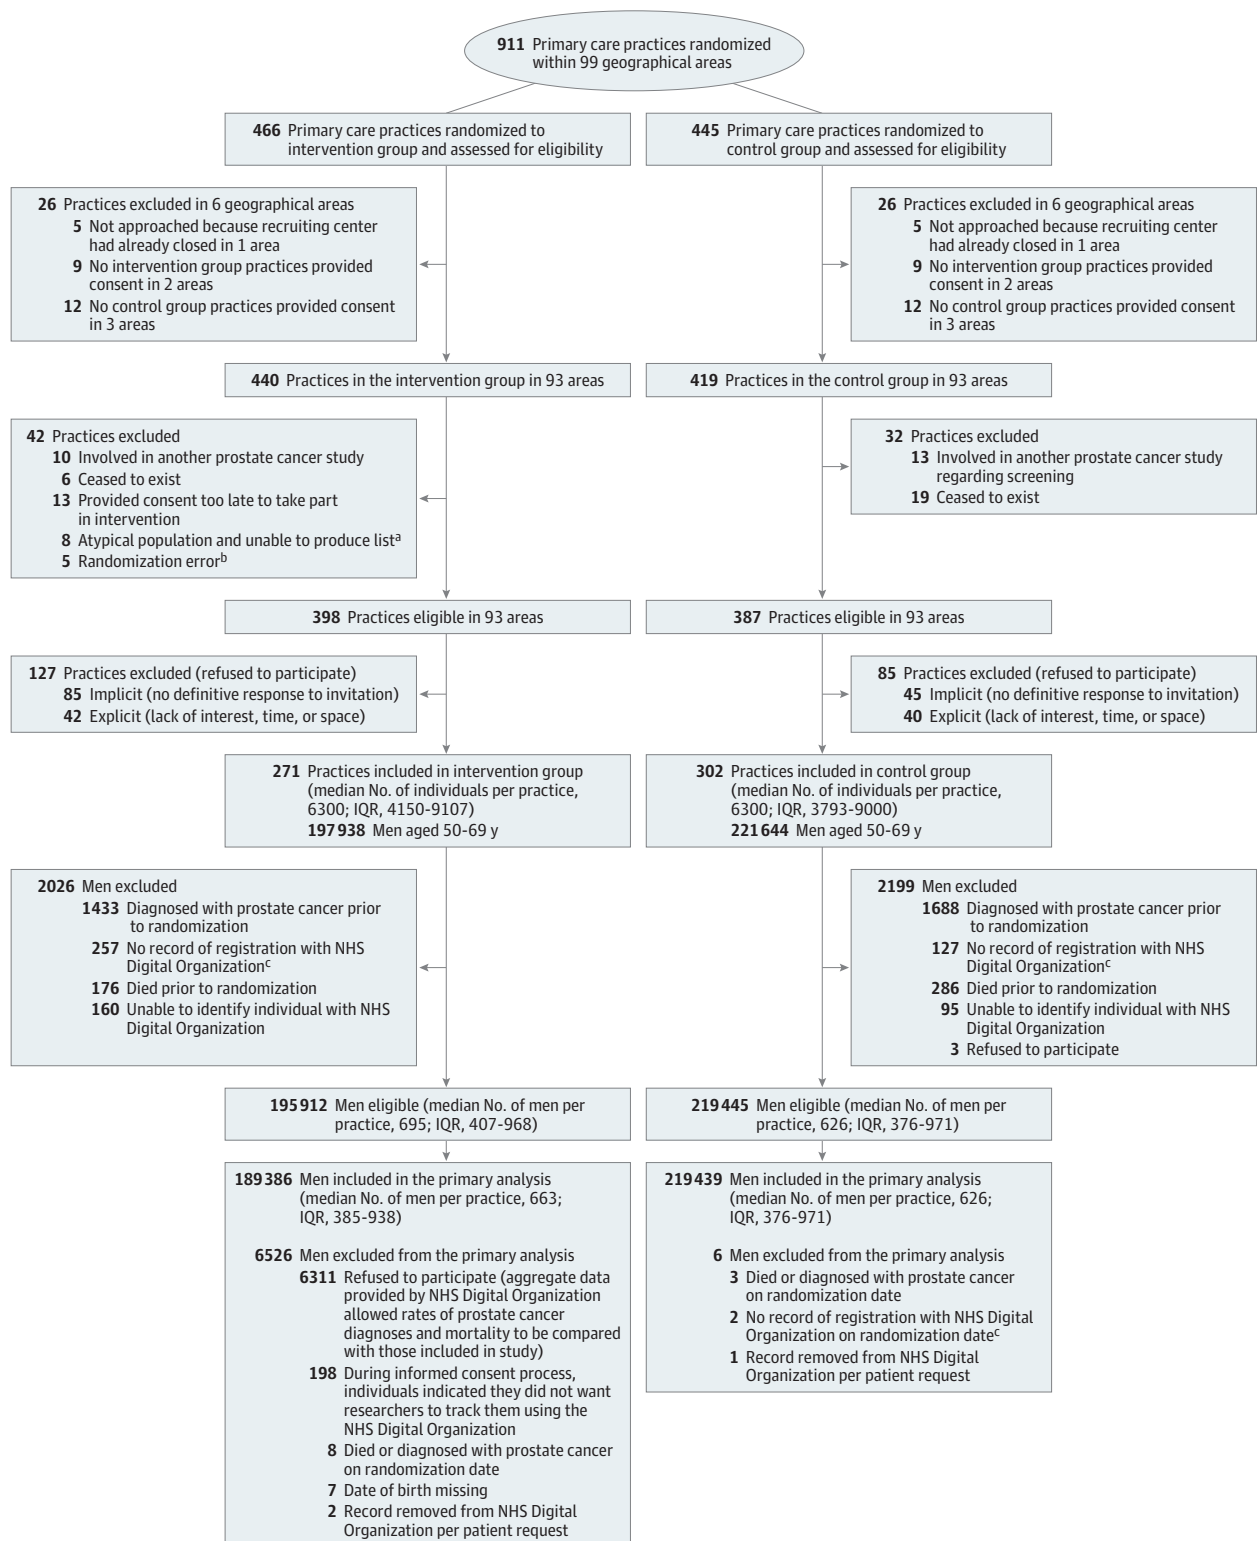 911 Primary care practices randomized
within 99 geographical areas
466 Primary care practices randomized to
intervention group and assessed for eligibility
445 Primary care practices randomized to
control group and assessed for eligibility
26 Practices excluded in 6 geographical areas
5 Not approached because recruiting center
had already closed in 1 area
9 No intervention group practices provided
consent in 2 areas
12 No control group practices provided consent
in 3 areas
26 Practices excluded in 6 geographical areas
5 Not approached because recruiting center
had already closed in 1 area
9 No intervention group practices provided
consent in 2 areas
12 No control group practices provided consent
in 3 areas
440 Practices in the intervention group in 93 areas
419 Practices in the control group in 93 areas
42 Practices excluded
10 Involved in another prostate cancer study
6 Ceased to exist
13 Provided consent too late to take part
in intervention
8 Atypical population and unable to produce listᵃ
5 Randomization errorᵇ
32 Practices excluded
13 Involved in another prostate cancer study
regarding screening
19 Ceased to exist
398 Practices eligible in 93 areas
387 Practices eligible in 93 areas
127 Practices excluded (refused to participate)
85 Implicit (no definitive response to invitation)
42 Explicit (lack of interest, time, or space)
85 Practices excluded (refused to participate)
45 Implicit (no definitive response to invitation)
40 Explicit (lack of interest, time, or space)
271 Practices included in intervention group
(median No. of individuals per practice,
6300; IQR, 4150-9107)
197 938 Men aged 50-69 y
302 Practices included in control group
(median No. of individuals per practice,
6300; IQR, 3793-9000)
221 644 Men aged 50-69 y
2026 Men excluded
1433 Diagnosed with prostate cancer prior
to randomization
257 No record of registration with NHS
Digital Organizationᶜ
176 Died prior to randomization
160 Unable to identify individual with NHS
Digital Organization
2199 Men excluded
1688 Diagnosed with prostate cancer prior
to randomization
127 No record of registration with NHS
Digital Organizationᶜ
286 Died prior to randomization
95 Unable to identify individual with NHS
Digital Organization
3 Refused to participate
195 912 Men eligible (median No. of men per
practice, 695; IQR, 407-968)
219 445 Men eligible (median No. of men per
practice, 626; IQR, 376-971)
189 386 Men included in the primary analysis
(median No. of men per practice, 663;
IQR, 385-938)
6526 Men excluded from the primary analysis
6311 Refused to participate (aggregate data
provided by NHS Digital Organization
allowed rates of prostate cancer
diagnoses and mortality to be compared
with those included in study)
198 During informed consent process,
individuals indicated they did not want
researchers to track them using the
NHS Digital Organization
8 Died or diagnosed with prostate cancer
on randomization date
7 Date of birth missing
2 Record removed from NHS Digital
Organization per patient request
219 439 Men included in the primary analysis
(median No. of men per practice, 626;
IQR, 376-971)
6 Men excluded from the primary analysis
3 Died or diagnosed with prostate cancer
on randomization date
2 No record of registration with NHS Digital
Organization on randomization dateᶜ
1 Record removed from NHS Digital
Organization per patient request